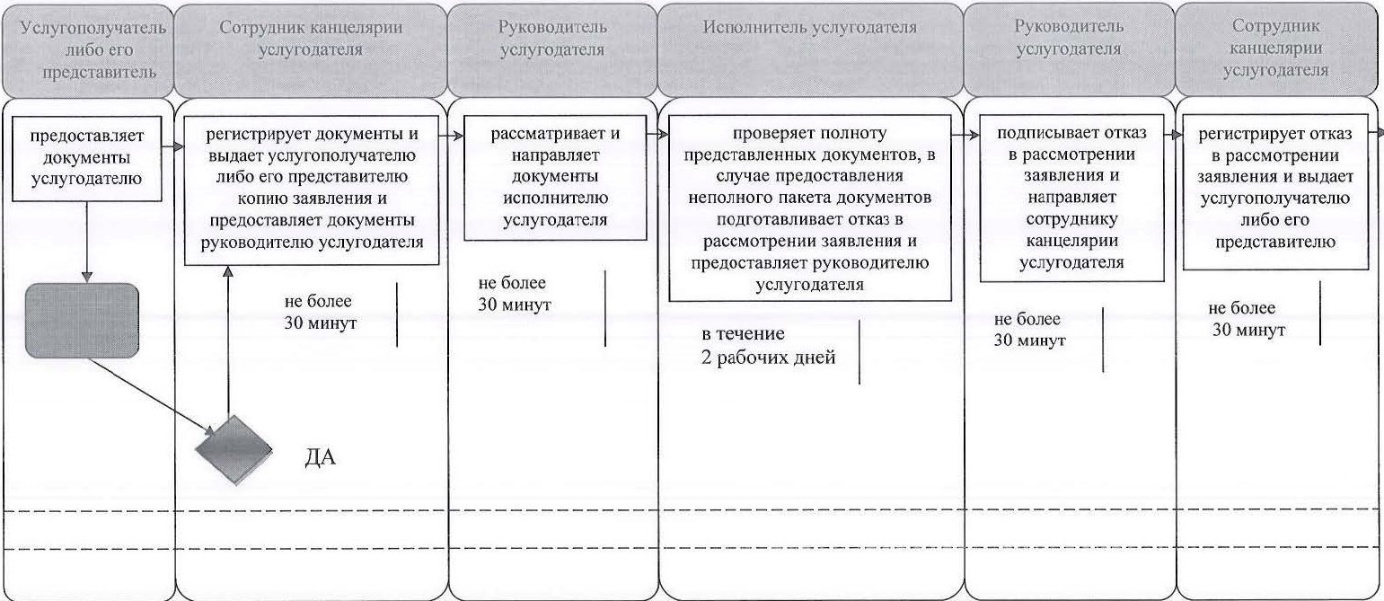 Услугополучатель
либо его
представитель
Сотрудник канцелярии
услугодателя
Руководитель
услугодателя
Исполнитель услугодателя
Руководитель
услугодателя
Сотрудник
канцелярии
услугодателя
предоставляет
документы
услугодателю
регистрирует документы и
выдает услугополучателю
либо его представителю
копию заявления и
предоставляет документы
руководителю услугодателя
не более
30 минут
ДА
рассматривает и
направляет
документы
исполнителю
услугодателя
не более
30 минут
проверяет полноту
представленных документов, в
случае предоставления
неполного пакета документов
подготавливает отказ в
рассмотрении заявления и
предоставляет руководителю
услугодателя
в течение
2 рабочих дней
подписывает отказ
в рассмотрении
заявления и
направляет
сотруднику
канцелярии
услугодателя
не более
30 минут
регистрирует отказ
в рассмотрении
заявления и выдает
услугополучателю
либо его
представителю
не более
30 минут